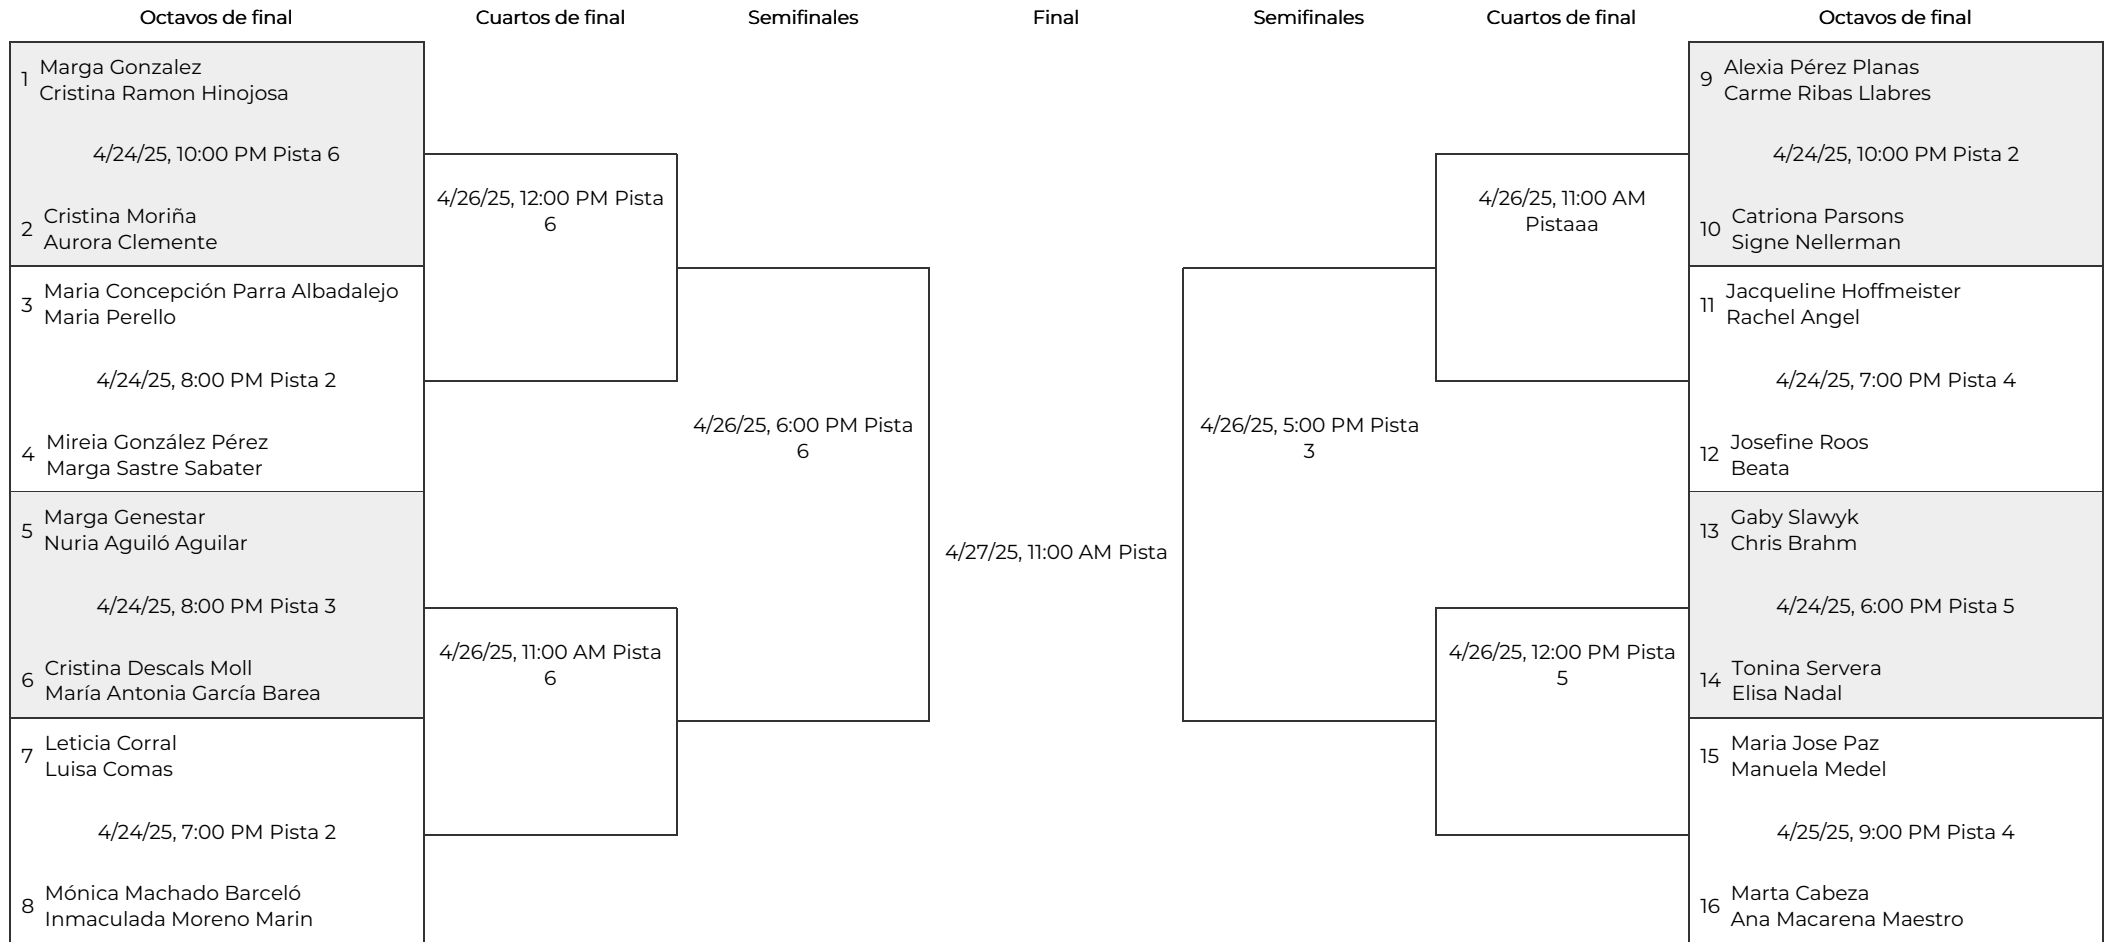 Octavos de final
Cuartos de final
Semifinales
Final
Semifinales
Cuartos de final
Octavos de final
1
Marga Gonzalez
Cristina Ramon Hinojosa
4/24/25, 10:00 PM Pista 6
2
Cristina Moriña
Aurora Clemente
3
Maria Concepción Parra Albadalejo
Maria Perello
4/24/25, 8:00 PM Pista 2
4
Mireia González Pérez
Marga Sastre Sabater
5
Marga Genestar
Nuria Aguiló Aguilar
4/24/25, 8:00 PM Pista 3
6
Cristina Descals Moll
María Antonia García Barea
7
Leticia Corral
Luisa Comas
4/24/25, 7:00 PM Pista 2
8
Mónica Machado Barceló
Inmaculada Moreno Marin
4/26/25, 12:00 PM Pista
6
4/26/25, 11:00 AM Pista
6
4/26/25, 6:00 PM Pista
6
4/27/25, 11:00 AM Pista
4/26/25, 5:00 PM Pista
3
4/26/25, 11:00 AM
Pistaaa
4/26/25, 12:00 PM Pista
5
9
Alexia Pérez Planas
Carme Ribas Llabres
4/24/25, 10:00 PM Pista 2
10
Catriona Parsons
Signe Nellerman
11
Jacqueline Hoffmeister
Rachel Angel
4/24/25, 7:00 PM Pista 4
12
Josefine Roos
Beata
13
Gaby Slawyk
Chris Brahm
4/24/25, 6:00 PM Pista 5
14
Tonina Servera
Elisa Nadal
15
Maria Jose Paz
Manuela Medel
4/25/25, 9:00 PM Pista 4
16
Marta Cabeza
Ana Macarena Maestro